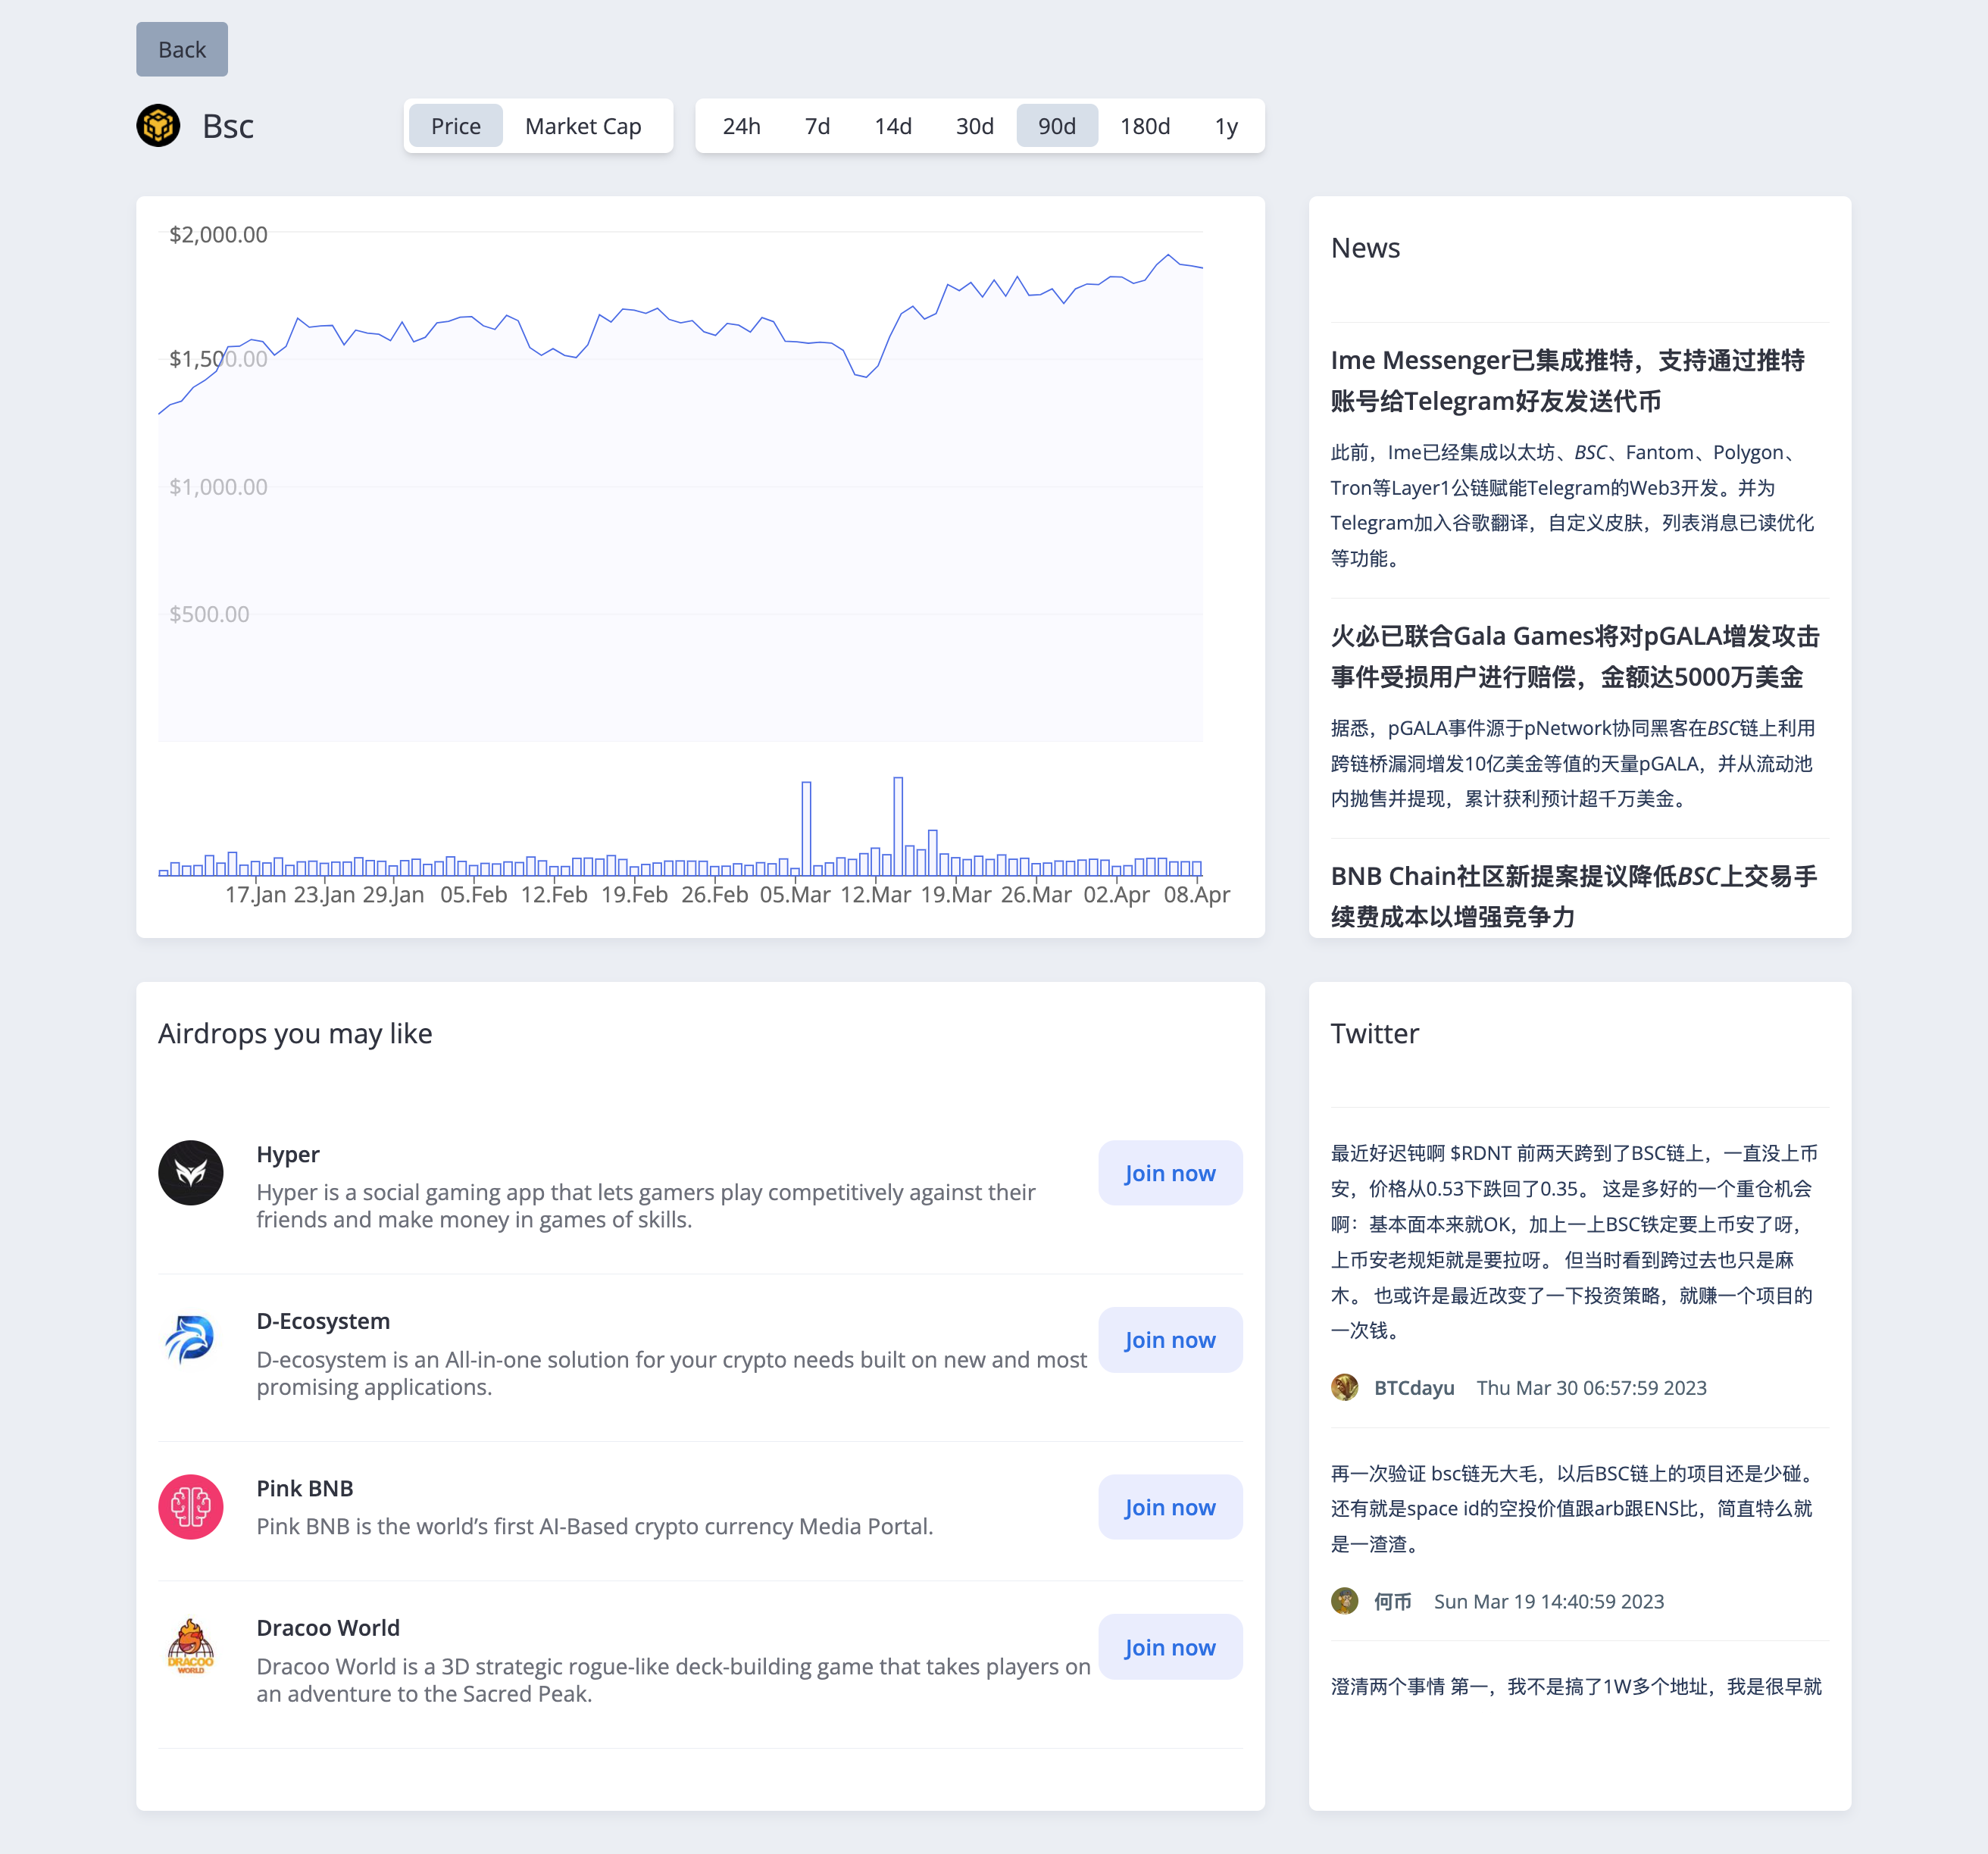 Back
Bsc
Price Market Cap
24h 7d 14d 30d 90d 180d 1y
$2,000.00
$1,500.00
$1,000.00
$500.00
17.Jan 23.Jan 29.Jan 05.Feb 12.Feb 19.Feb 26.Feb 05.Mar 12.Mar 19.Mar 26.Mar 02.Apr 08.Apr
News
Ime Messenger已集成推特，支持通过推特
账号给Telegram好友发送代币
此前，Ime已经集成以太坊、BSC、Fantom、Polygon、
Tron等Layer1公链赋能Telegram的Web3开发。并为
Telegram加入谷歌翻译，自定义皮肤，列表消息已读优化
等功能。
火必已联合Gala Games将对pGALA增发攻击
事件受损用户进行赔偿，金额达5000万美金
据悉，pGALA事件源于pNetwork协同黑客在BSC链上利用
跨链桥漏洞增发10亿美金等值的天量pGALA，并从流动池
内抛售并提现，累计获利预计超千万美金。
BNB Chain社区新提案提议降低BSC上交易手
续费成本以增强竞争力
Airdrops you may like
Hyper
Hyper is a social gaming app that lets gamers play competitively against their
friends and make money in games of skills.
Join now
D-Ecosystem
D-ecosystem is an All-in-one solution for your crypto needs built on new and most
promising applications.
Join now
Pink BNB
Pink BNB is the world’s first AI-Based crypto currency Media Portal.
Join now
DRACOO
WORLD
Dracoo World
Dracoo World is a 3D strategic rogue-like deck-building game that takes players on
an adventure to the Sacred Peak.
Join now
Twitter
最近好迟钝啊 $RDNT 前两天跨到了BSC链上，一直没上币
安，价格从0.53下跌回了0.35。 这是多好的一个重仓机会
啊：基本面本来就OK，加上一上BSC铁定要上币安了呀，
上币安老规矩就是要拉呀。 但当时看到跨过去也只是麻
木。 也或许是最近改变了一下投资策略，就赚一个项目的
一次钱。
BTCdayu Thu Mar 30 06:57:59 2023
再一次验证 bsc链无大毛，以后BSC链上的项目还是少碰。
还有就是space id的空投价值跟arb跟ENS比，简直特么就
是一渣渣。
何币 Sun Mar 19 14:40:59 2023
澄清两个事情 第一，我不是搞了1W多个地址，我是很早就